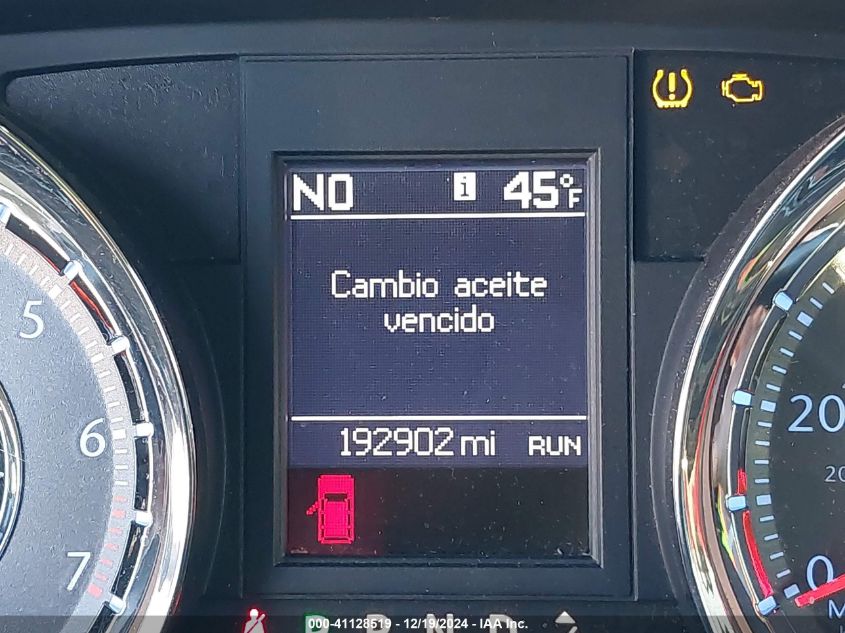 NO i 45°F
Cambio aceite
vencido
192902 mi RUN
5
6
7
20
0
P R N D
000-41128519 - 12/19/2024 - IAA Inc.